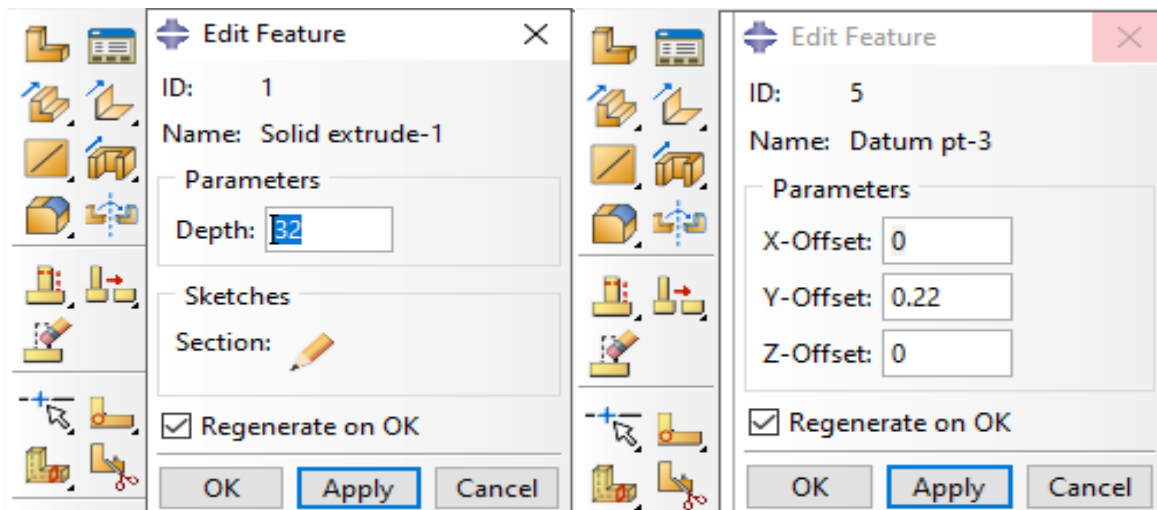 Edit Feature
ID: 1
Name: Solid extrude-1
Parameters
Depth: 32
Sketches
Section:
Regenerate on OK
OK Apply Cancel
Edit Feature
ID: 5
Name: Datum pt-3
Parameters
X-Offset: 0
Y-Offset: 0.22
Z-Offset: 0
Regenerate on OK
OK Apply Cancel